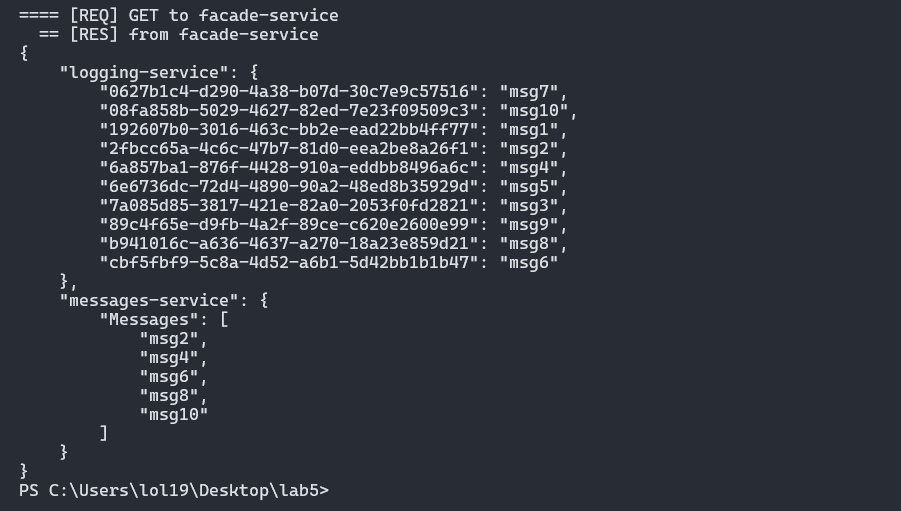 ==== [REQ] GET to facade-service
  == [RES] from facade-service
{
    "logging-service": {
        "0627b1c4-d290-4a38-b07d-30c7e9c57516": "msg7",
        "08fa858b-5029-4627-82ed-7e23f09509c3": "msg10",
        "192607b0-3016-463c-bb2e-ead22bb4ff77": "msg1",
        "2fbcc65a-4c6c-47b7-81d0-eea2be8a26f1": "msg2",
        "6a857ba1-876f-4428-910a-eddbb8496a6c": "msg4",
        "6e6736dc-72d4-4890-90a2-48ed8b35929d": "msg5",
        "7a085d85-3817-421e-82a0-2053f0fd2821": "msg3",
        "89c4f65e-d9fb-4a2f-89ce-c620e2600e99": "msg9",
        "b941016c-a636-4637-a270-18a23e859d21": "msg8",
        "cbf5fbf9-5c8a-4d52-a6b1-5d42bb1b1b47": "msg6"
    },
    "messages-service": {
        "Messages": [
            "msg2",
            "msg4",
            "msg6",
            "msg8",
            "msg10"
        ]
    }
}
PS C:\Users\lol19\Desktop\lab5>